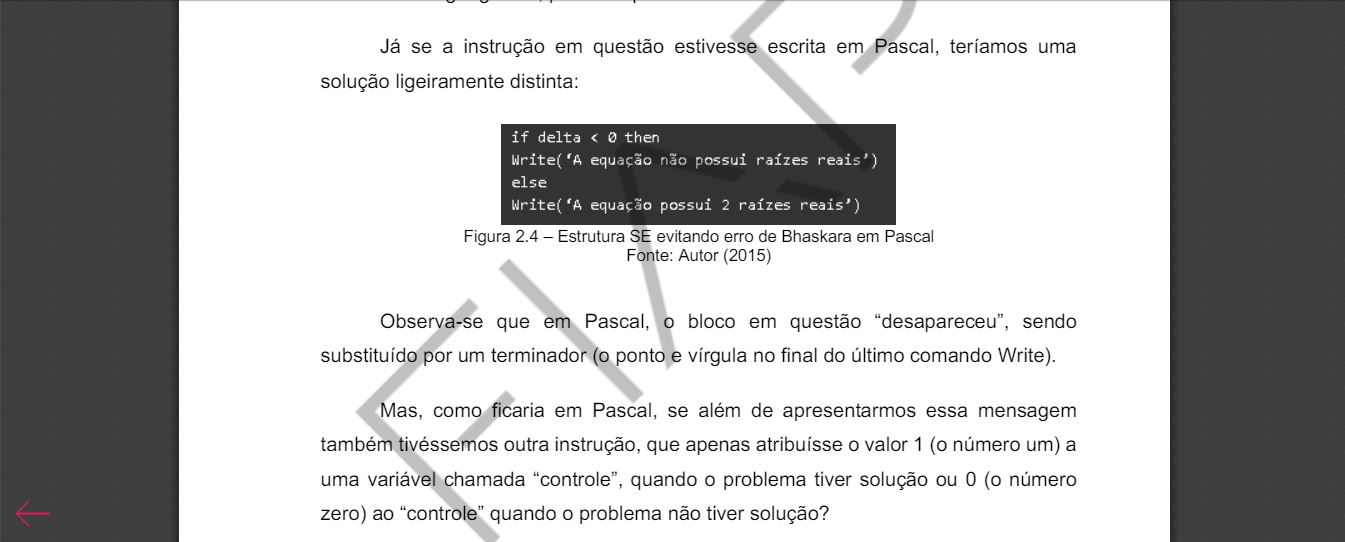 Já se a instrução em questão estivesse escrita em Pascal, teríamos uma
solução ligeiramente distinta:
if delta < 0 then
Write(‘A equação não possui raízes reais’)
else
Write(‘A equação possui 2 raízes reais’)
Figura 2.4 – Estrutura SE evitando erro de Bhaskara em Pascal
Fonte: Autor (2015)
Observa-se que em Pascal, o bloco em questão “desapareceu”, sendo
substituído por um terminador (o ponto e vírgula no final do último comando Write).
Mas, como ficaria em Pascal, se além de apresentarmos essa mensagem
também tivéssemos outra instrução, que apenas atribuísse o valor 1 (o número um) a
uma variável chamada “controle”, quando o problema tiver solução ou 0 (o número
zero) ao “controle” quando o problema não tiver solução?